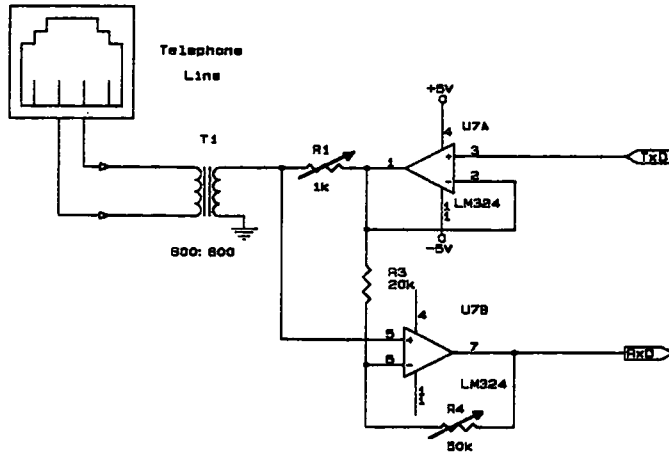 Telephone
Line
T1
600:600
R1
1k
+5V
4
U7A
1
3
2
LM324
11
-5V
TxD
R3
20k
4
U7B
5
6
7
LM324
11
RxD
R4
50k